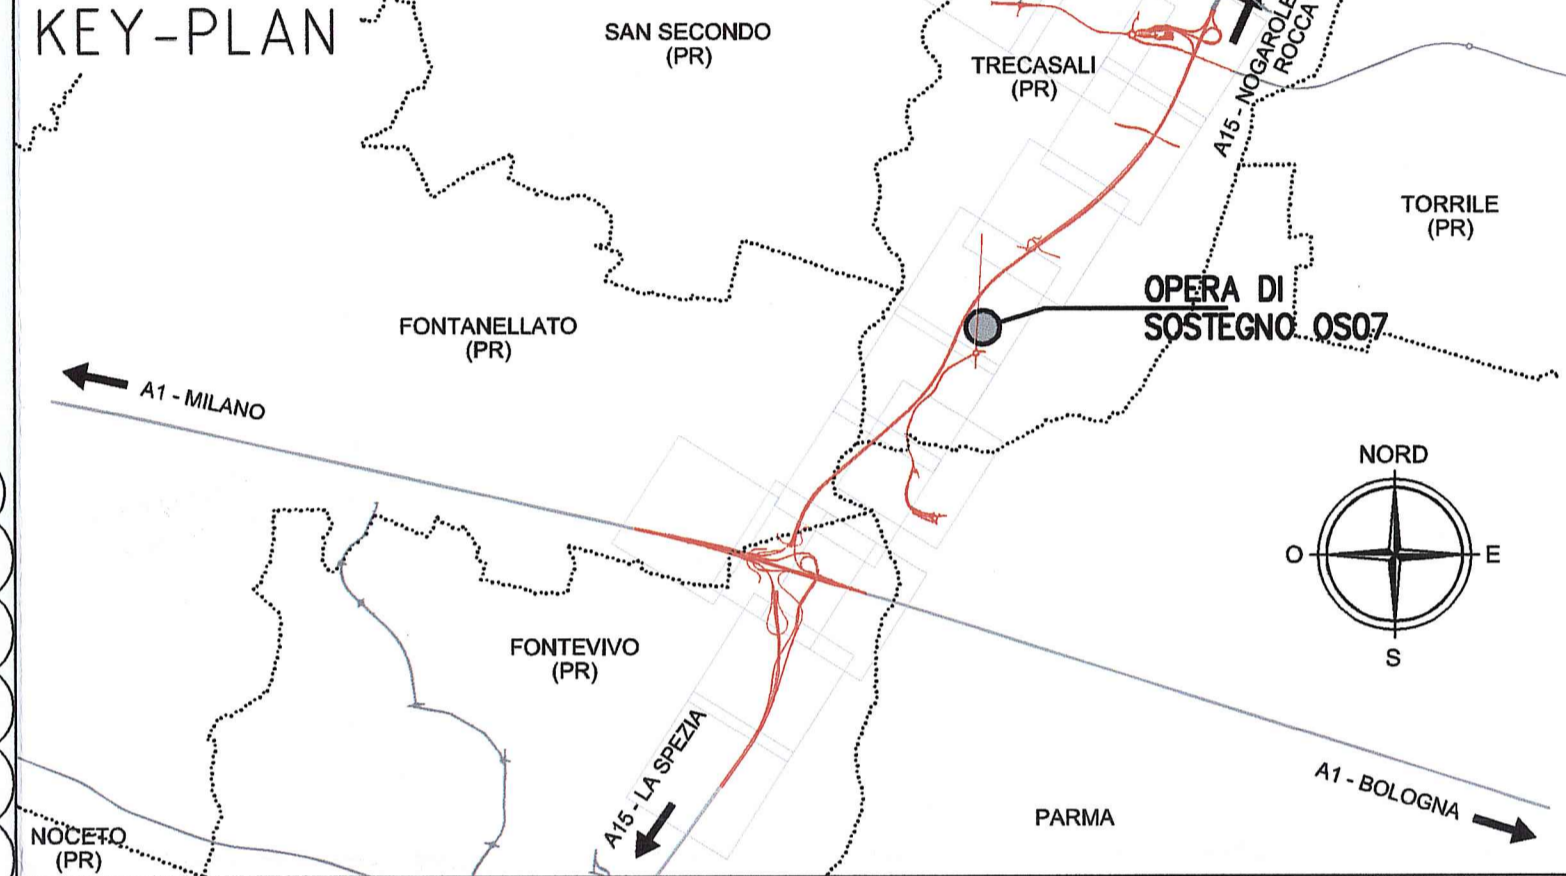 KEY-PLAN
SAN SECONDO
(PR)
TRECASALI
(PR)
A15 - NOGAROLE
ROCCA
TORRILE
(PR)
OPERA DI
SOSTEGNO OS07
FONTANELLATO
(PR)
A1 - MILANO
NORD
O
E
S
FONTEVIVO
(PR)
A15 - LA SPEZIA
A1 - BOLOGNA
PARMA
NOCETO
(PR)